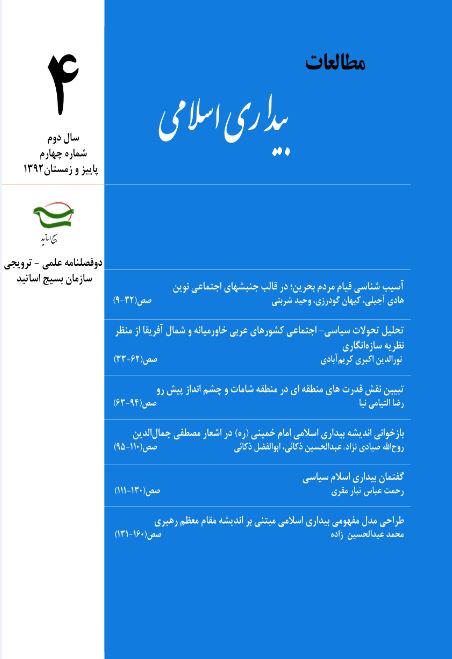 مطالعات
بیداری اسلامی
۴
سال دوم
شماره چهارم
پاییز و زمستان۱۳۹۲
بسیج اساتید
دوفصلنامه علمی - ترویجی
سازمان بسیج اساتید
آسیب شناسی قیام مردم بحرین؛ در قالب جنبشهای اجتماعی نوین
هادی آجیلی، کیهان گودرزی، وحید شربتی صص(۳۲-۹)
تحلیل تحولات سیاسی- اجتماعی کشورهای عربی خاورمیانه و شمال آفریقا از منظر
نظریه سازه‌انگاری
نورالدین اکبری کریم‌آبادی صص(۶۲-۳۳)
تبیین نقش قدرت های منطقه ای در منطقه شامات و چشم انداز پیش رو
رضا التیامی نیا صص(۹۴-۶۳)
بازخوانی اندیشه بیداری اسلامی امام خمینی (ره) در اشعار مصطفی جمال‌الدین
روح‌الله صیادی نژاد، عبدالحسین ذکائی، ابوالفضل ذکائی صص(۱۱۰-۹۵)
گفتمان بیداری اسلام سیاسی
رحمت عباس تبار مقری صص(۱۳۰-۱۱۱)
طراحی مدل مفهومی بیداری اسلامی مبتنی بر اندیشه مقام معظم رهبری
محمد عبدالحسین زاده صص(۱۶۰-۱۳۱)